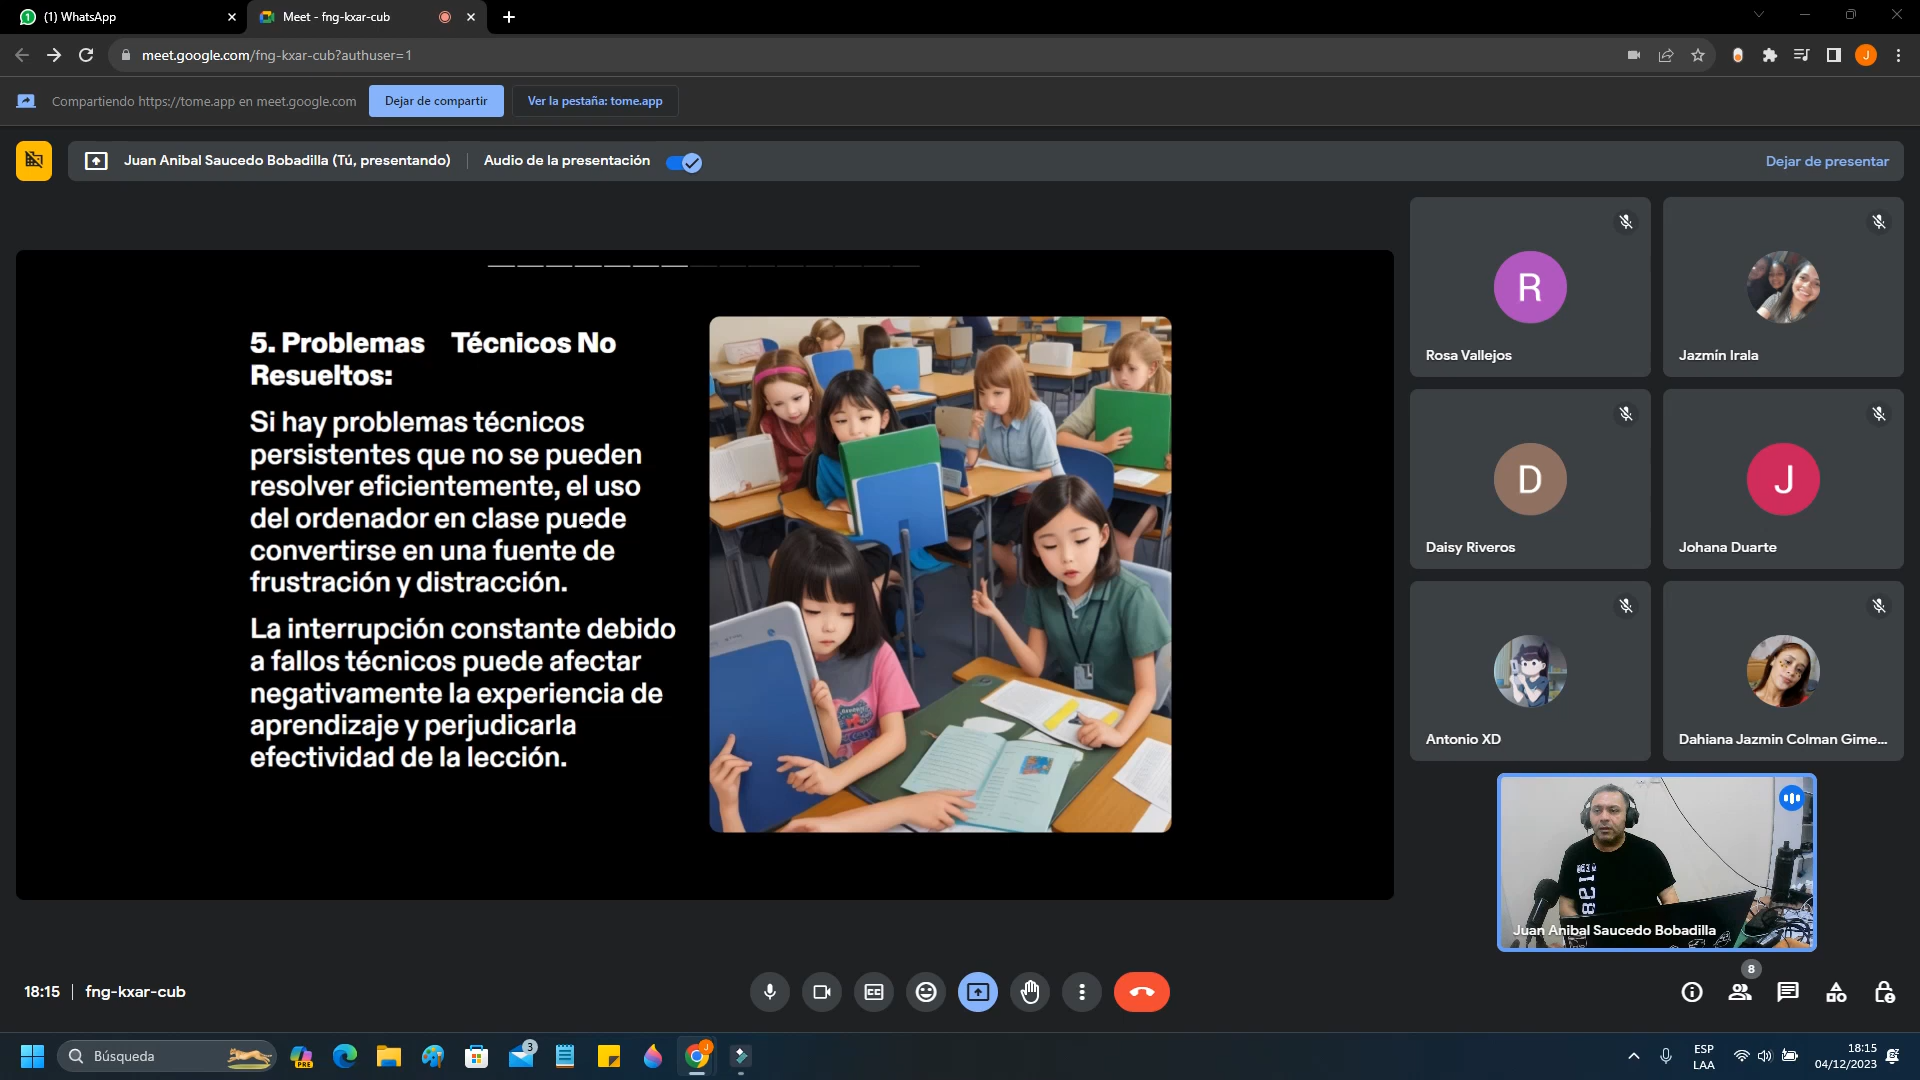 (1) WhatsApp
Meet - fng-kxar-cub
meet.google.com/fng-kxar-cub?authuser=1
J
Compartiendo https://tome.app en meet.google.com
Dejar de compartir
Ver la pestaña: tome.app
Juan Anibal Saucedo Bobadilla (Tú, presentando)
Audio de la presentación
Dejar de presentar
5. Problemas Técnicos No
Resueltos:
Si hay problemas técnicos
persistentes que no se pueden
resolver eficientemente, el uso
del ordenador en clase puede
convertirse en una fuente de
frustración y distracción.
La interrupción constante debido
a fallos técnicos puede afectar
negativamente la experiencia de
aprendizaje y perjudicarla
efectividad de la lección.
R
Rosa Vallejos
Jazmín Irala
D
Daisy Riveros
J
Johana Duarte
Antonio XD
Dahiana Jazmin Colman Gime...
Juan Anibal Saucedo Bobadilla
18:15
fng-kxar-cub
8
Búsqueda
PRE
3
J
ESP
LAA
18:15
04/12/2023